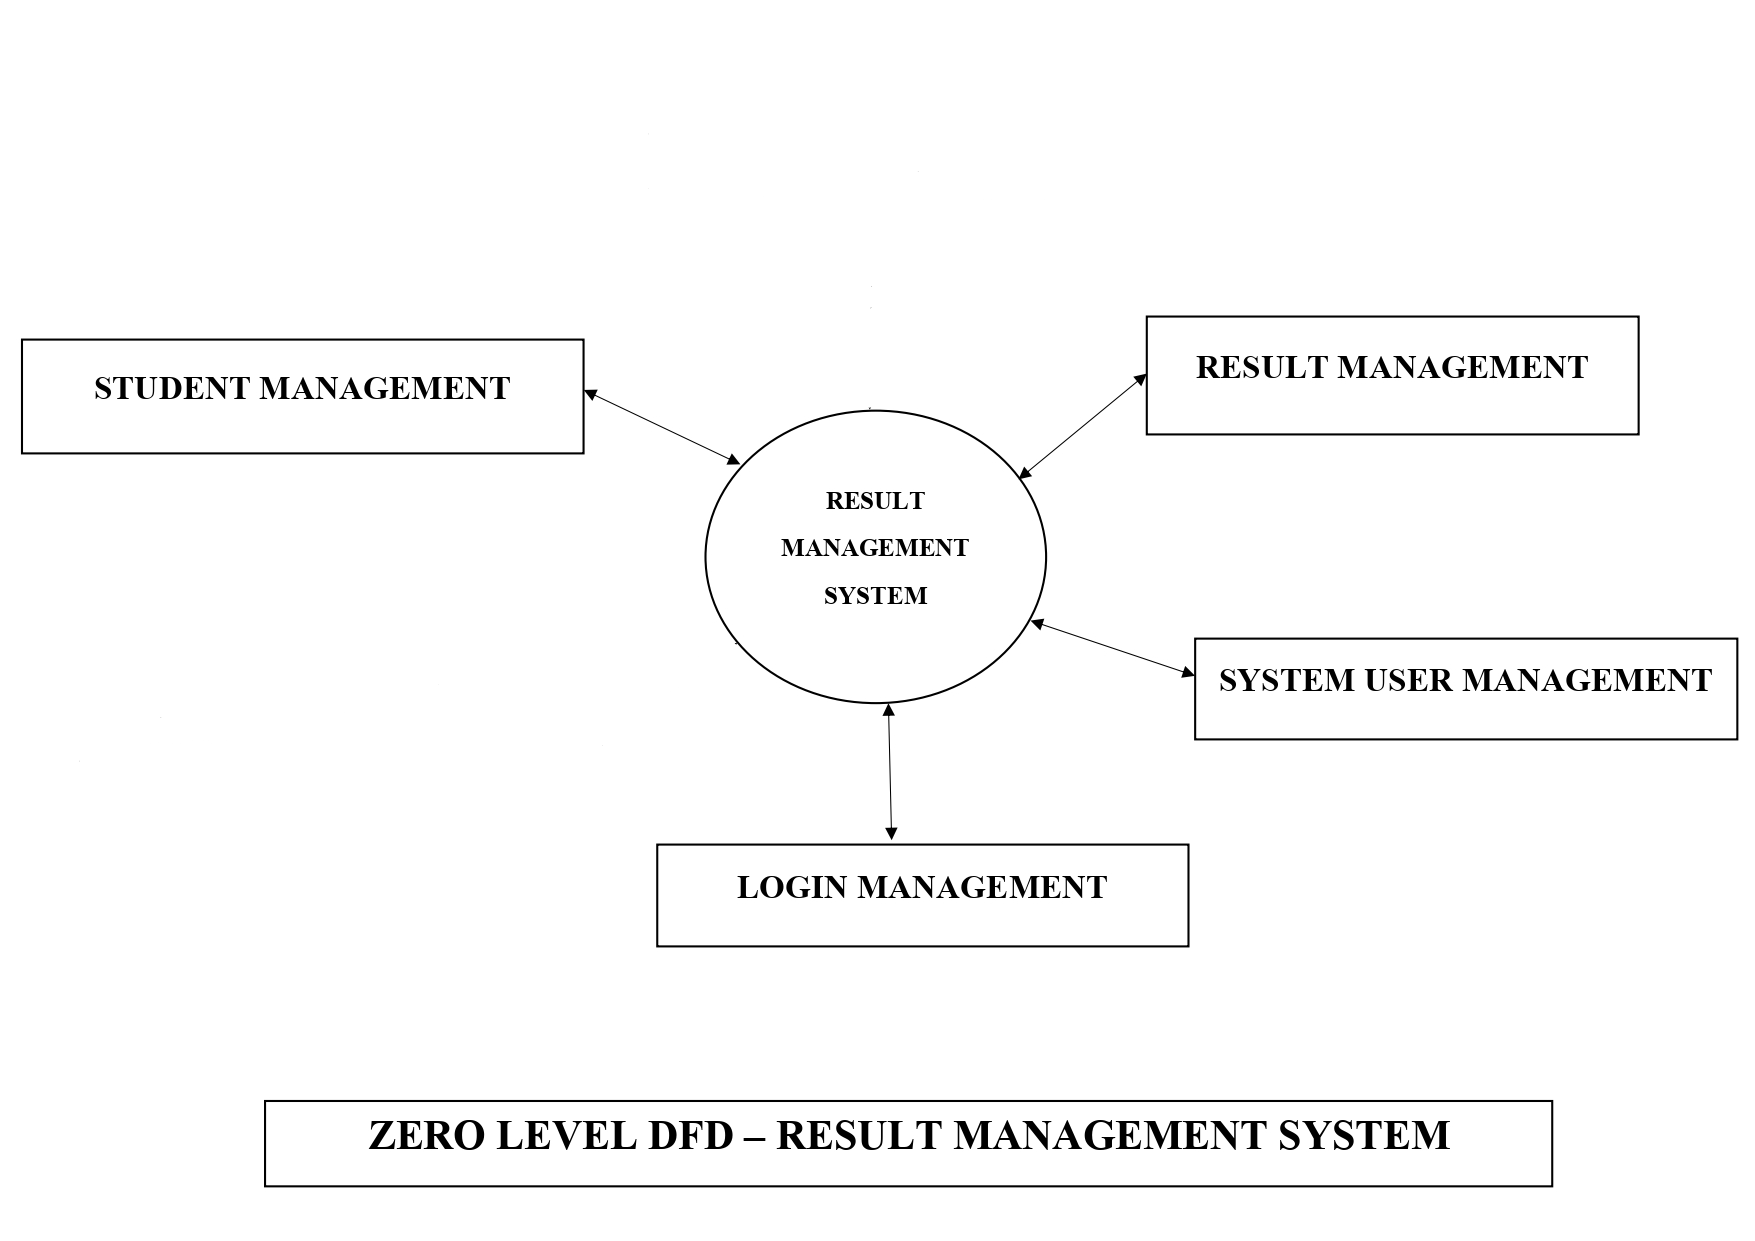 STUDENT MANAGEMENT
RESULT MANAGEMENT
RESULT
MANAGEMENT
SYSTEM
SYSTEM USER MANAGEMENT
LOGIN MANAGEMENT
ZERO LEVEL DFD – RESULT MANAGEMENT SYSTEM